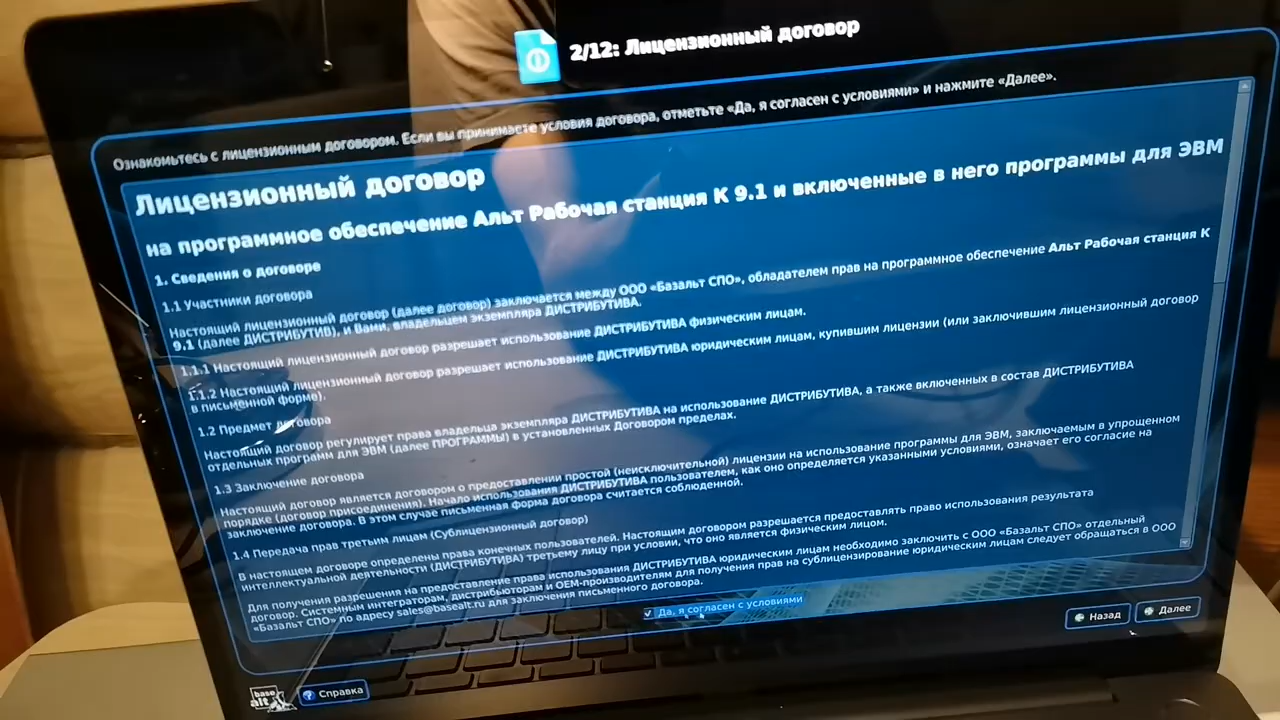 2/12: Лицензионный договор
Ознакомьтесь с лицензионным договором. Если вы принимаете условия договора, отметьте «Да, я согласен с условиями» и нажмите «Далее».
Лицензионный договор
на программное обеспечение Альт Рабочая станция К 9.1 и включенные в него программы для ЭВМ
1. Сведения о договоре
1.1 Участники договора
Настоящий лицензионный договор (далее договор) заключается между ООО «Базальт СПО», обладателем прав на программное обеспечение Альт Рабочая станция К
9.1 (далее ДИСТРИБУТИВ), и Вами, владельцем экземпляра ДИСТРИБУТИВА.
1.1.1 Настоящий лицензионный договор разрешает использование ДИСТРИБУТИВА физическим лицам.
1.1.2 Настоящий лицензионный договор разрешает использование ДИСТРИБУТИВА юридическим лицам, купившим лицензии (или заключившим лицензионный договор
в письменной форме).
1.2 Предмет договора
Настоящий договор регулирует права владельца экземпляра ДИСТРИБУТИВА на использование ДИСТРИБУТИВА, а также включенных в состав ДИСТРИБУТИВА
отдельных программ для ЭВМ (далее ПРОГРАММЫ) в установленных Договором пределах.
1.3 Заключение договора
Настоящий договор является договором о предоставлении простой (неисключительной) лицензии на использование программы для ЭВМ, заключаемым в упрощенном
порядке (договор присоединения). Начало использования ДИСТРИБУТИВА пользователем, как оно определяется указанными условиями, означает его согласие на
заключение договора. В этом случае письменная форма договора считается соблюденной.
1.4 Передача прав третьим лицам (Сублицензионный договор)
В настоящем договоре определены права конечных пользователей. Настоящим договором разрешается предоставлять право использования результата
интеллектуальной деятельности (ДИСТРИБУТИВА) третьему лицу при условии, что оно является физическим лицом.
Для получения разрешения на предоставление права использования ДИСТРИБУТИВА юридическим лицам необходимо заключить с ООО «Базальт СПО» отдельный
договор. Системным интеграторам, дистрибьюторам и OEM-производителям для получения прав на сублицензирование юридическим лицам следует обращаться в ООО
«Базальт СПО» по адресу sales@basealt.ru для заключения письменного договора.
Да, я согласен с условиями
Назад
Далее
base
alt
Справка